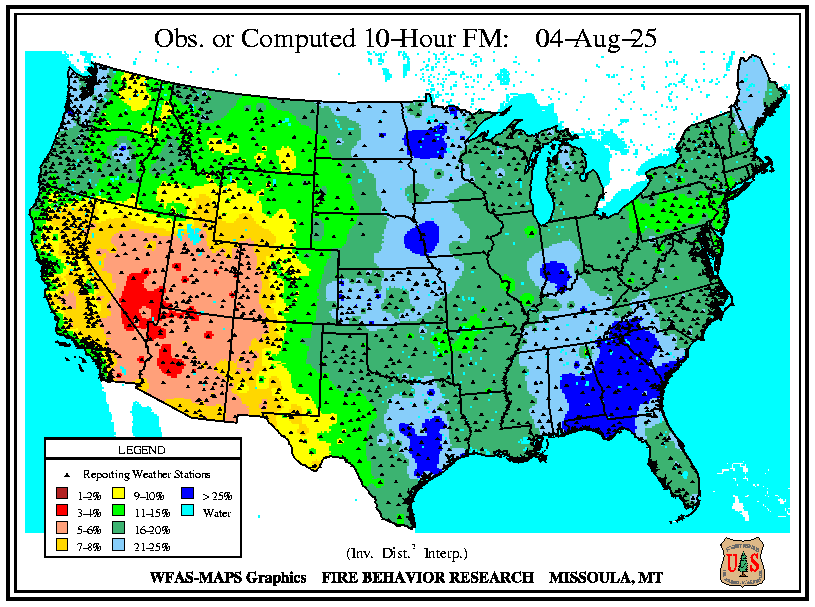 Obs. or Computed 10-Hour FM: 04-Aug-25
LEGEND
Reporting Weather Stations
1-2% 9-10% > 25%
3-4% 11-15% Water
5-6% 16-20%
7-8% 21-25%
(Inv. Dist.² Interp.)
WFAS-MAPS Graphics FIRE BEHAVIOR RESEARCH MISSOULA, MT
U S